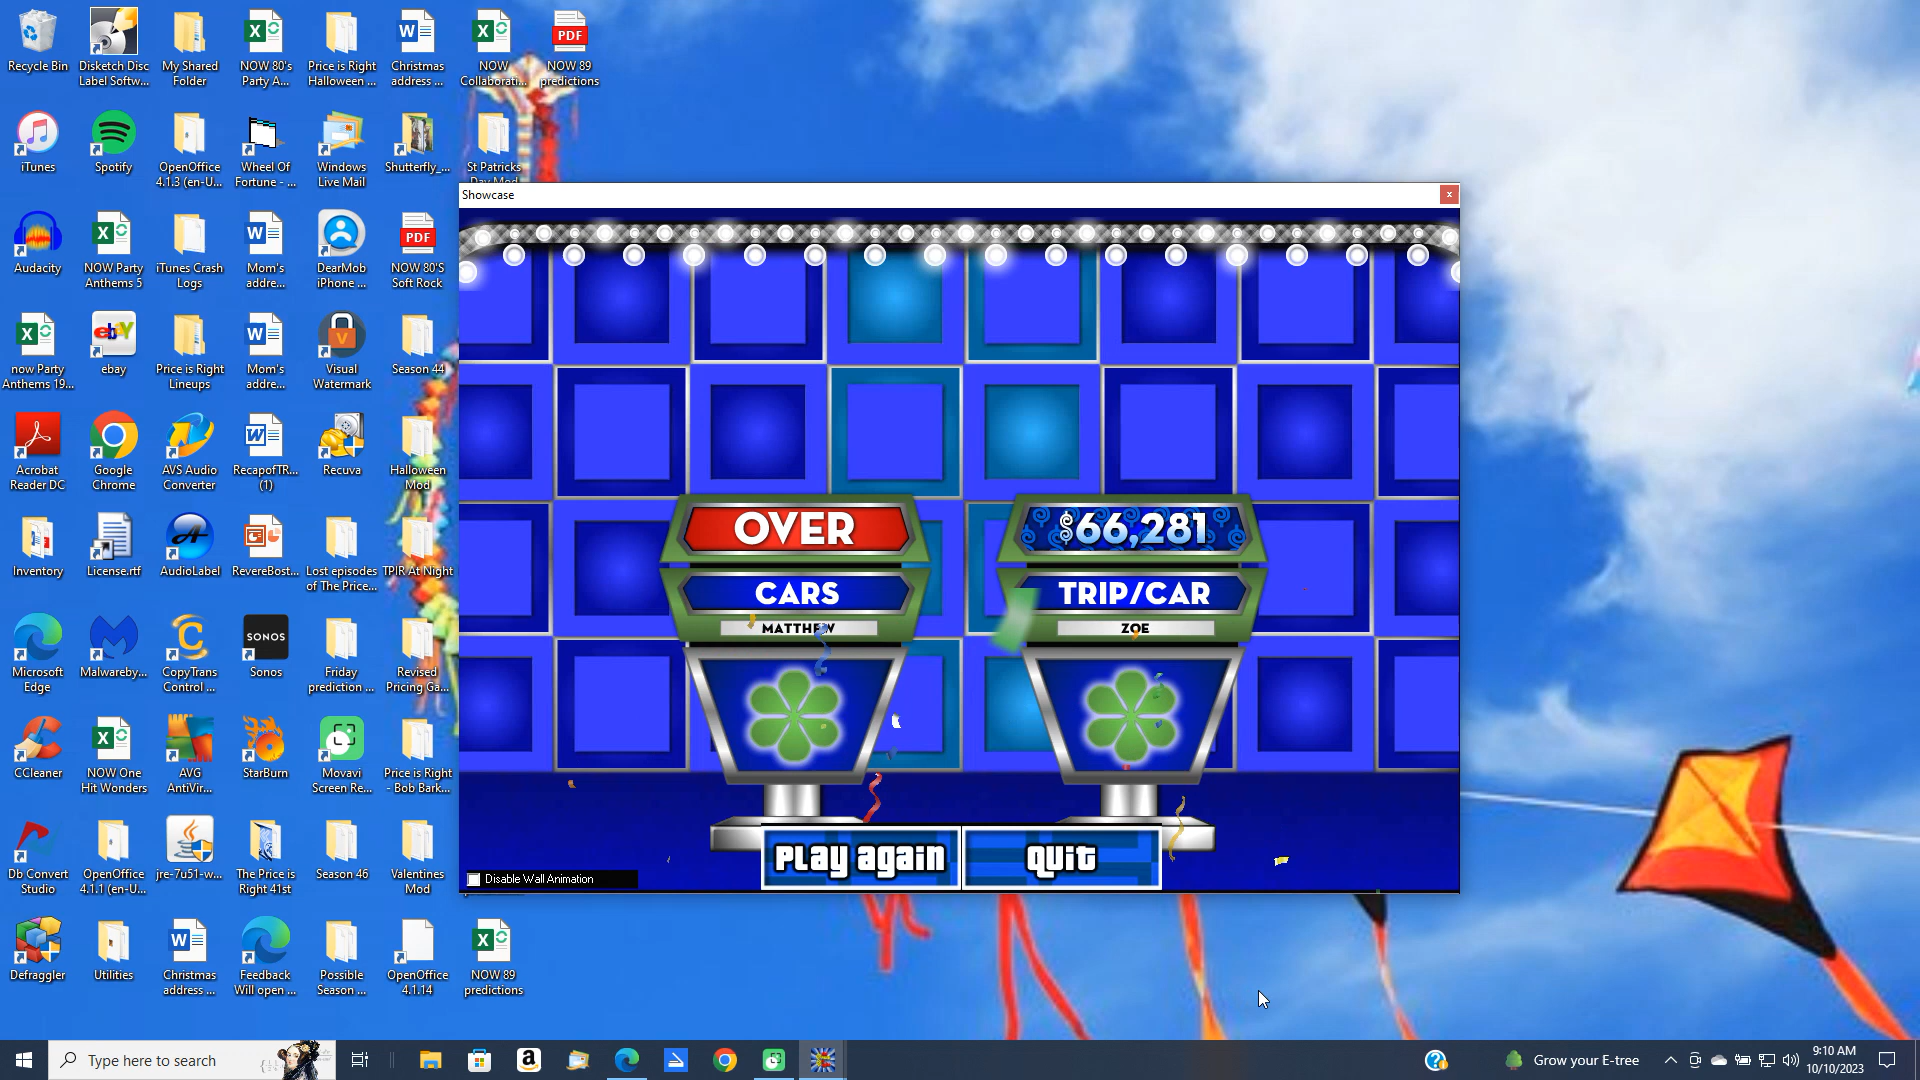 Recycle Bin
Disketch Disc
Label Softw...
My Shared
Folder
NOW 80's
Party A...
Price is Right
Halloween ...
Christmas
address ...
NOW
Collaborati...
PDF
NOW 89
predictions
iTunes
Spotify
OpenOffice
4.1.3 (en-U...
Wheel Of
Fortune - ...
Windows
Live Mail
Shutterfly_...
St Patricks
Day Mod
Audacity
NOW Party
Anthems 5
iTunes Crash
Logs
Mom's
addre...
DearMob
iPhone ...
PDF
NOW 80'S
Soft Rock
now Party
Anthems 19...
ebay
ebay
Price is Right
Lineups
Mom's
addre...
Visual
Watermark
Season 44
Acrobat
Reader DC
Google
Chrome
AVS Audio
Converter
RecapofTR...
(1)
Recuva
Halloween
Mod
Inventory
License.rtf
AudioLabel
RevereBost...
Lost episodes
of The Price...
TPIR At Night
Microsoft
Edge
Malwareby...
CopyTrans
Control ...
SONOS
Sonos
Friday
prediction ...
Revised
Pricing Ga...
CCleaner
NOW One
Hit Wonders
AVG
AntiVir...
StarBurn
Movavi
Screen Re...
Price is Right
- Bob Bark...
Db Convert
Studio
OpenOffice
4.1.1 (en-U...
jre-7u51-w...
The Price is
Right 41st
Season 46
Valentines
Mod
Defraggler
Utilities
Christmas
address ...
Feedback
Will open ...
Possible
Season ...
OpenOffice
4.1.14
NOW 89
predictions
Showcase
OVER
$66,281
CARS
TRIP/CAR
MATTHEW
ZOE
Play again
Quit
Disable Wall Animation
Type here to search
Grow your E-tree
9:10 AM
10/10/2023